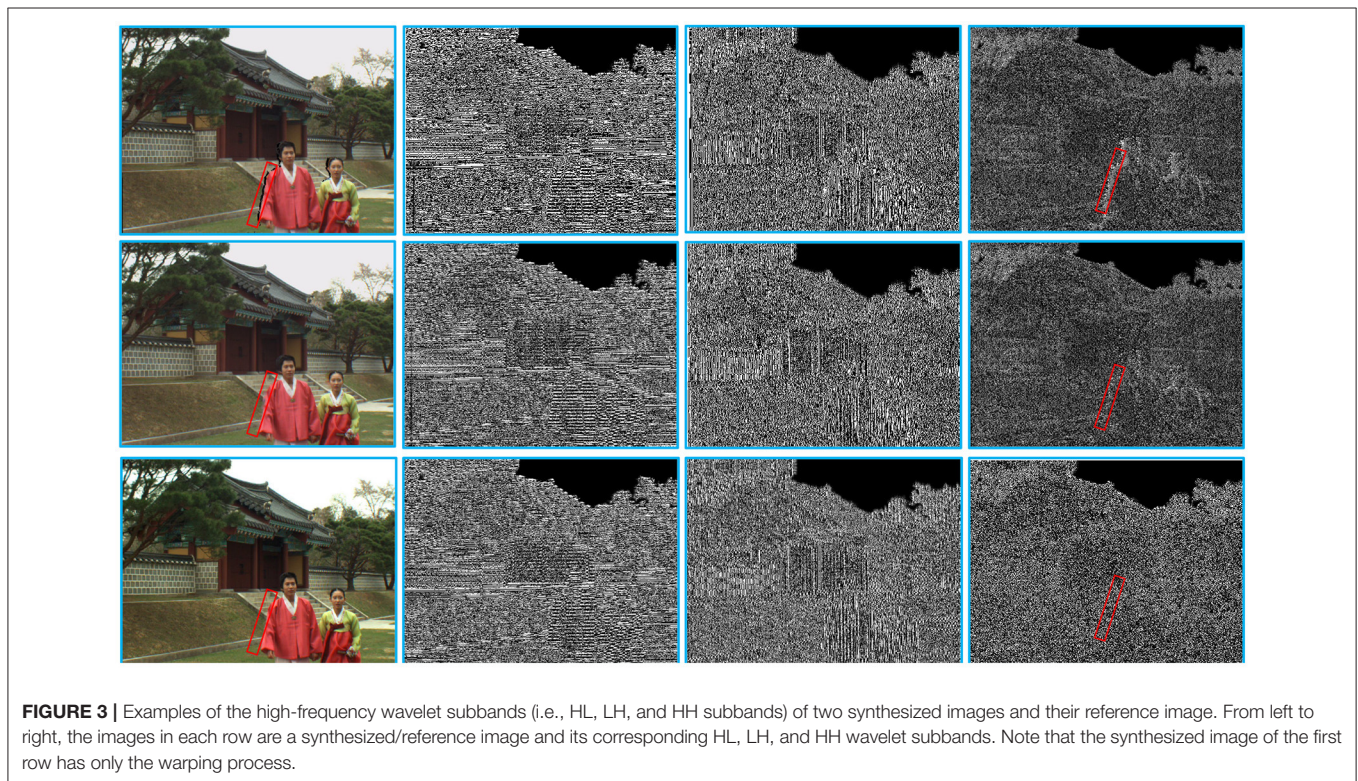 FIGURE 3 | Examples of the high-frequency wavelet subbands (i.e., HL, LH, and HH subbands) of two synthesized images and their reference image. From left to
right, the images in each row are a synthesized/reference image and its corresponding HL, LH, and HH wavelet subbands. Note that the synthesized image of the first
row has only the warping process.